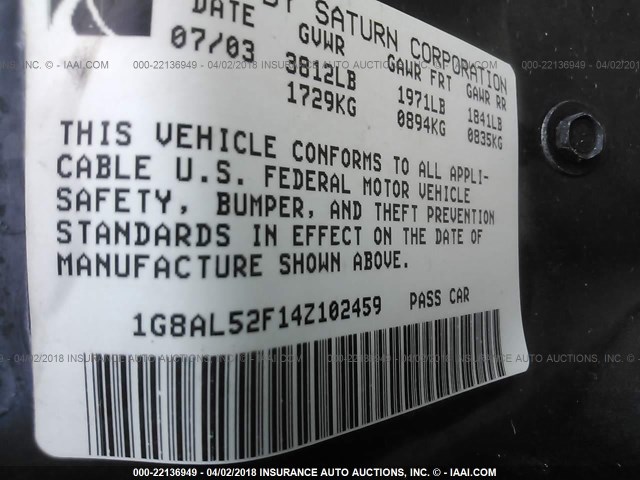 BY SATURN CORPORATION
DATE GVWR GAWR FRT GAWR RR
07/03 3812LB 1971LB 1841LB
1729KG 0894KG 0835KG
THIS VEHICLE CONFORMS TO ALL APPLI-
CABLE U.S. FEDERAL MOTOR VEHICLE
SAFETY, BUMPER, AND THEFT PREVENTION
STANDARDS IN EFFECT ON THE DATE OF
MANUFACTURE SHOWN ABOVE.
1G8AL52F14Z102459 PASS CAR
000-22136949 - 04/02/2018 INSURANCE AUTO AUCTIONS, INC. © - IAAI.COM